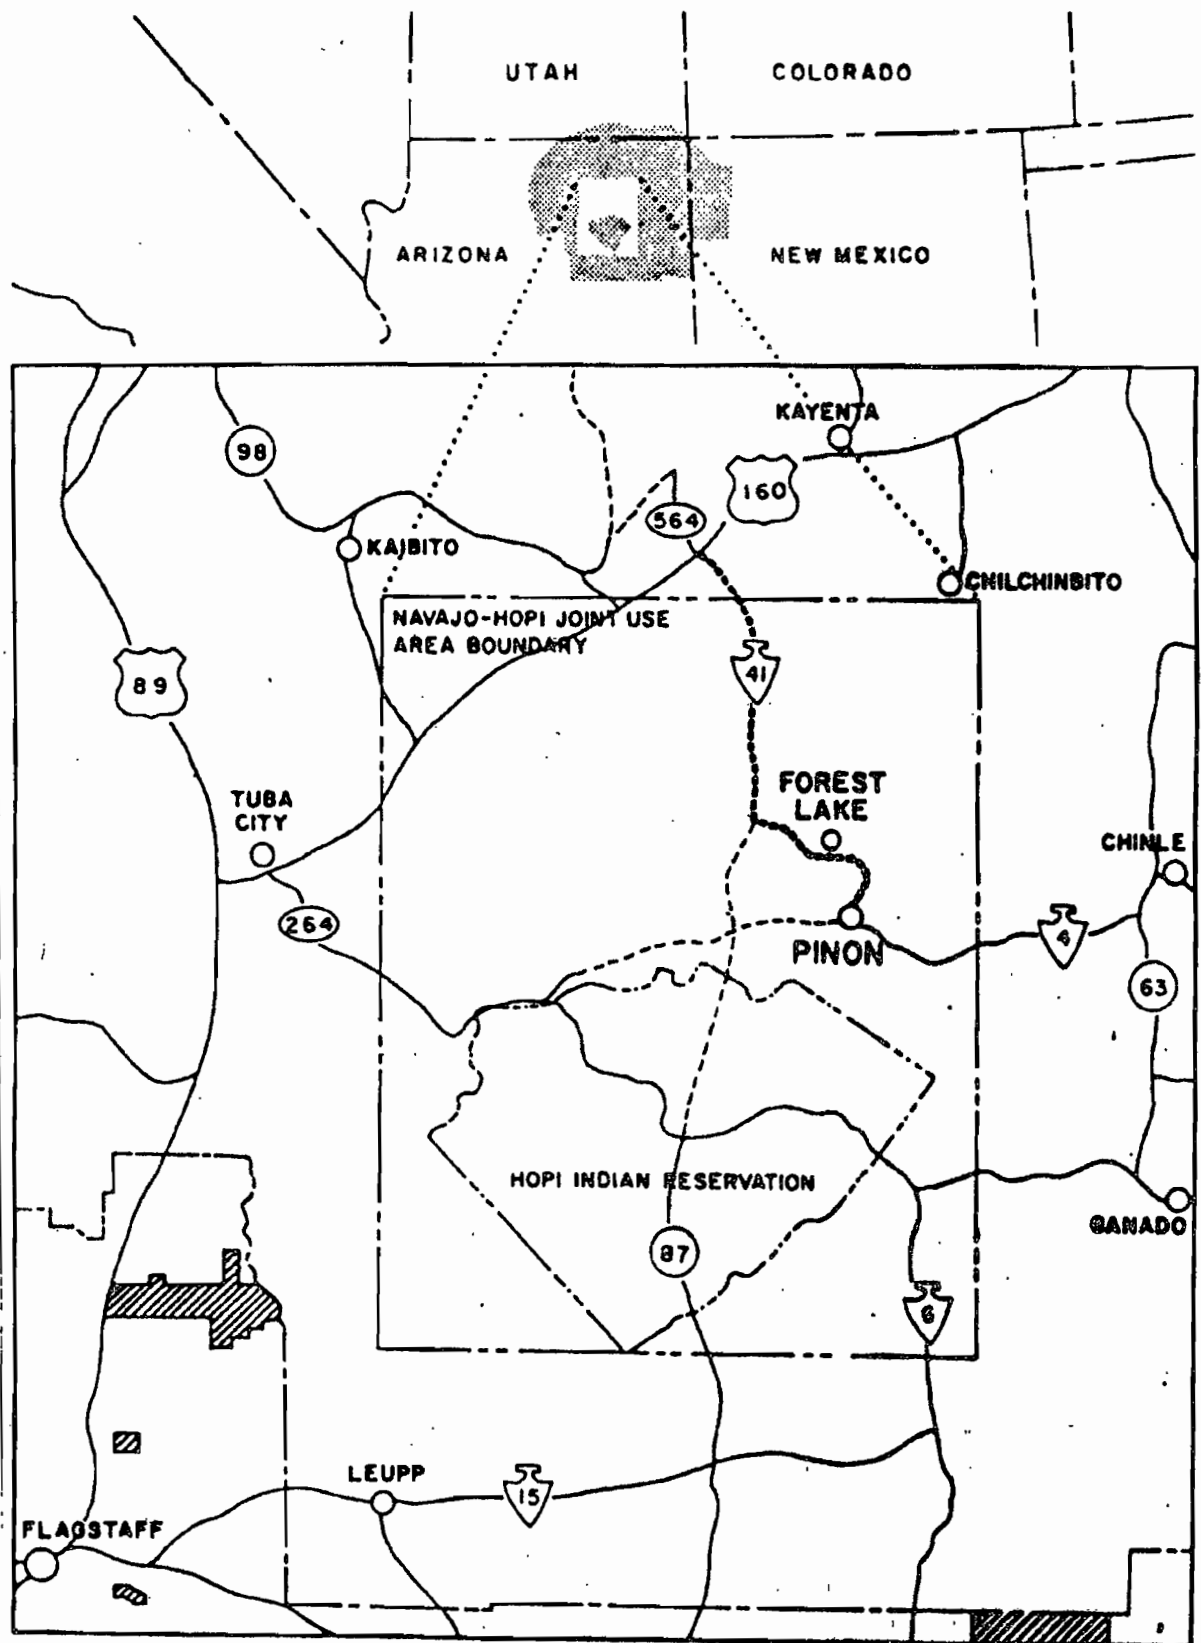 UTAH
COLORADO
ARIZONA
NEW MEXICO
KAYENTA
98
160
564
KAIBITO
CHILCHINBITO
NAVAJO-HOPI JOINT USE
AREA BOUNDARY
41
89
FOREST
LAKE
TUBA
CITY
CHINLE
264
4
PINON
63
HOPI INDIAN RESERVATION
GANADO
87
6
LEUPP
15
FLAGSTAFF